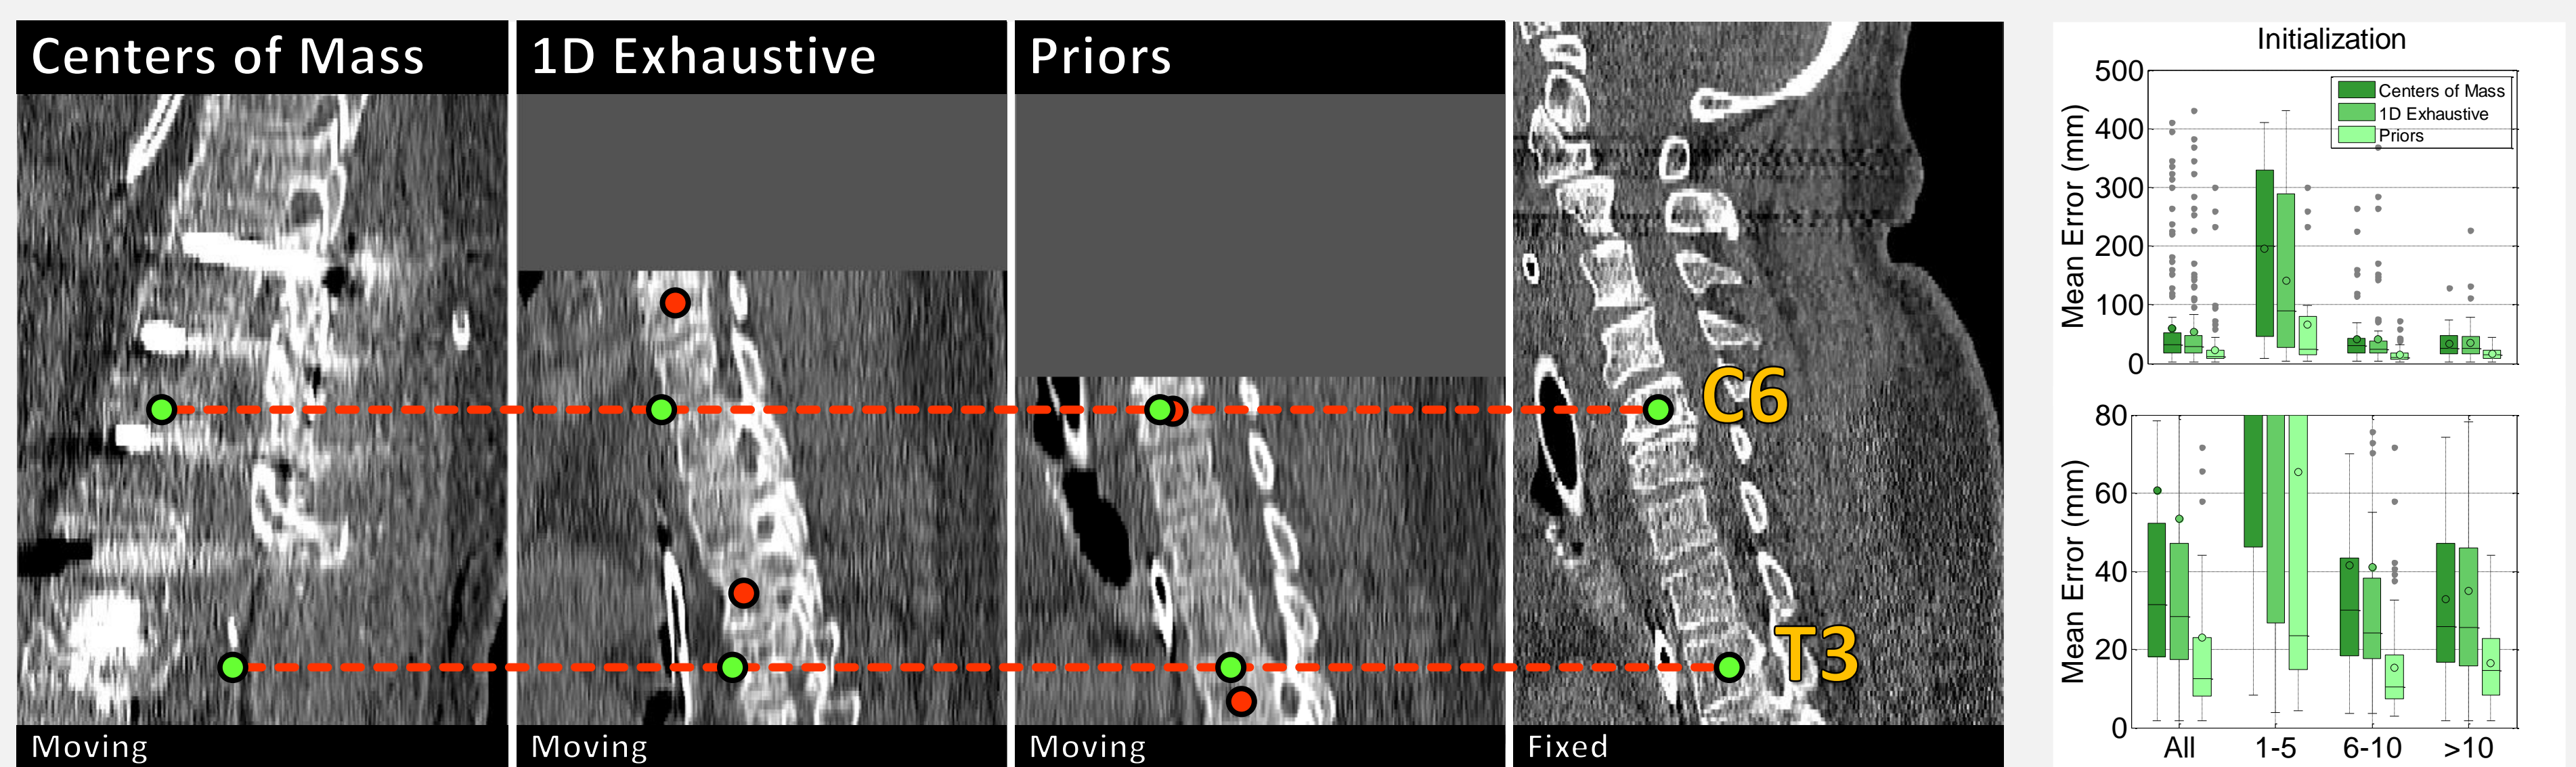 Centers of Mass
1D Exhaustive
Priors
C6
T3
Moving
Moving
Moving
Fixed
Initialization
500
400
300
200
100
0
Mean Error (mm)
Centers of Mass
1D Exhaustive
Priors
80
60
40
20
0
Mean Error (mm)
All 1-5 6-10 >10